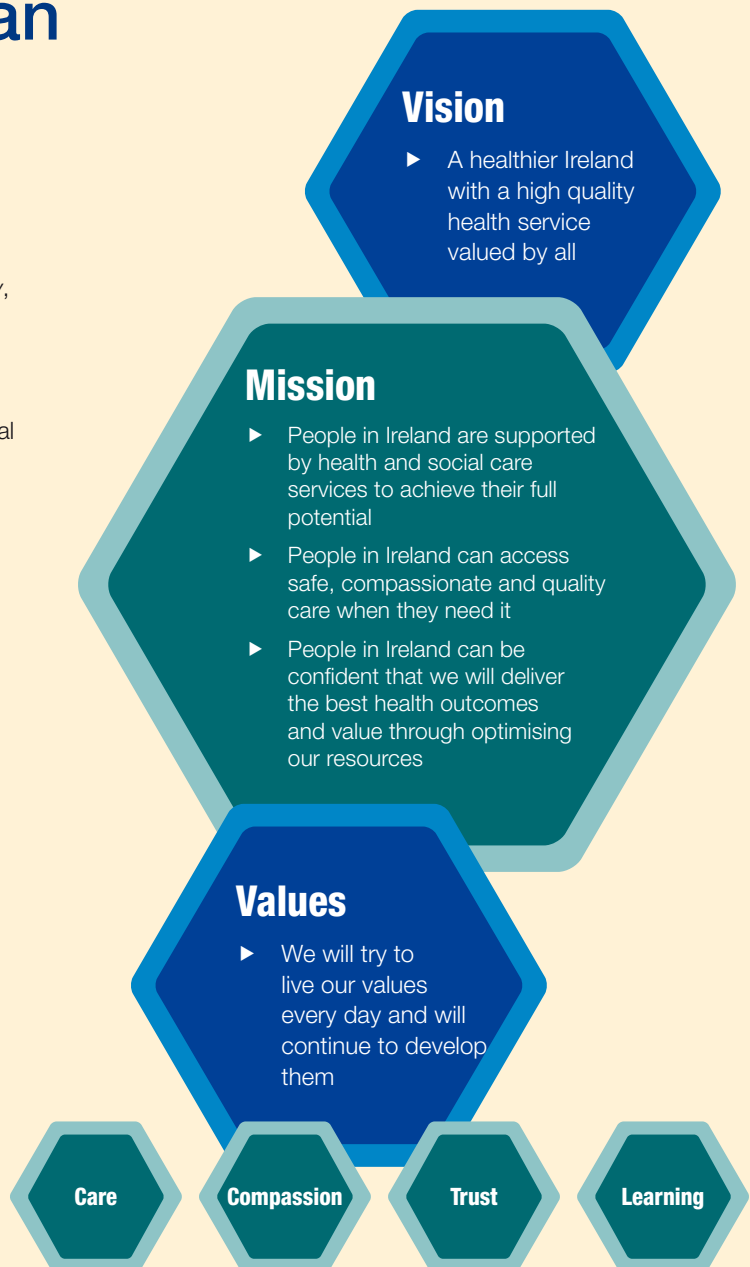 an
Vision
▶ A healthier Ireland
with a high quality
health service
valued by all
,
al
Mission
▶ People in Ireland are supported
by health and social care
services to achieve their full
potential
▶ People in Ireland can access
safe, compassionate and quality
care when they need it
▶ People in Ireland can be
confident that we will deliver
the best health outcomes
and value through optimising
our resources
Values
▶ We will try to
live our values
every day and will
continue to develop
them
Care
Compassion
Trust
Learning